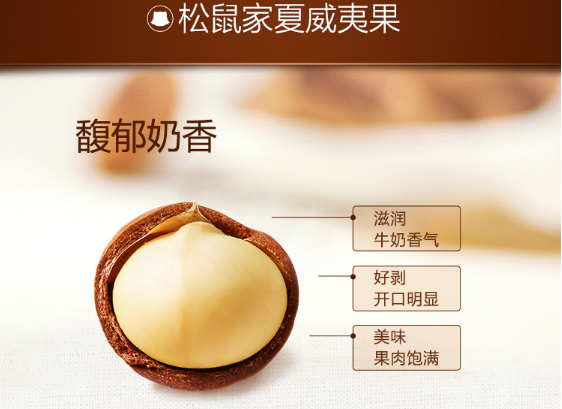 松鼠家夏威夷果
馥郁奶香
滋润
牛奶香气
好剥
开口明显
美味
果肉饱满